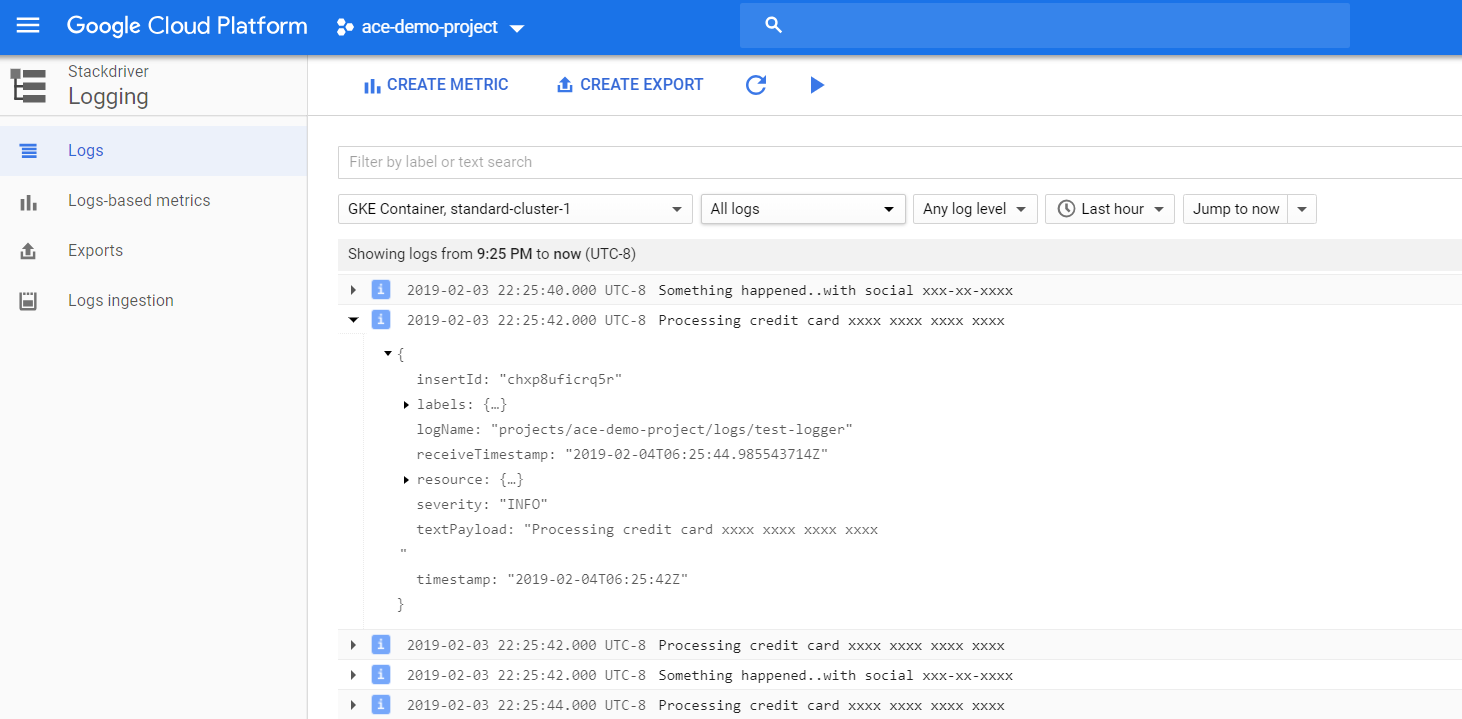 Google Cloud Platform ace-demo-project
Stackdriver
Logging
CREATE METRIC CREATE EXPORT
Logs
Logs-based metrics
Exports
Logs ingestion
Filter by label or text search
GKE Container, standard-cluster-1 All logs Any log level Last hour Jump to now
Showing logs from 9:25 PM to now (UTC-8)
i 2019-02-03 22:25:40.000 UTC-8 Something happened..with social xxx-xx-xxxx
i 2019-02-03 22:25:42.000 UTC-8 Processing credit card xxxx xxxx xxxx xxxx
{
insertId: "chxp8uficrq5r"
labels: {…}
logName: "projects/ace-demo-project/logs/test-logger"
receiveTimestamp: "2019-02-04T06:25:44.985543714Z"
resource: {…}
severity: "INFO"
textPayload: "Processing credit card xxxx xxxx xxxx xxxx
"
timestamp: "2019-02-04T06:25:42Z"
}
i 2019-02-03 22:25:42.000 UTC-8 Processing credit card xxxx xxxx xxxx xxxx
i 2019-02-03 22:25:42.000 UTC-8 Something happened..with social xxx-xx-xxxx
i 2019-02-03 22:25:44.000 UTC-8 Processing credit card xxxx xxxx xxxx xxxx